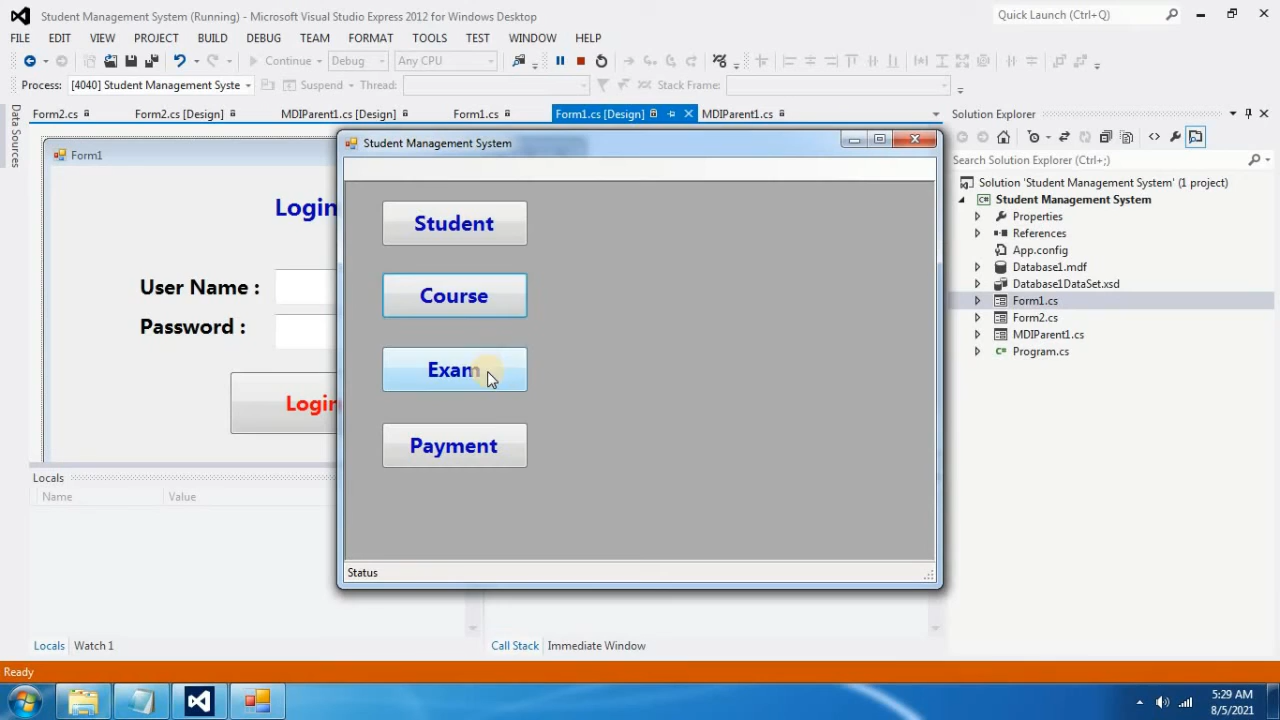 Student Management System (Running) - Microsoft Visual Studio Express 2012 for Windows Desktop
Quick Launch (Ctrl+Q)
FILE EDIT VIEW PROJECT BUILD DEBUG TEAM FORMAT TOOLS TEST WINDOW HELP
Continue Debug Any CPU
Process: [4040] Student Management Syste Suspend Thread: Stack Frame:
Data Sources
Form2.cs Form2.cs [Design] MDIParent1.cs [Design] Form1.cs Form1.cs [Design] MDIParent1.cs
Solution Explorer
Search Solution Explorer (Ctrl+;)
Solution 'Student Management System' (1 project)
Student Management System
Properties
References
App.config
Database1.mdf
Database1DataSet.xsd
Form1.cs
Form2.cs
MDIParent1.cs
Program.cs
Form1
Login
User Name :
Password :
Login
Student Management System
Student
Course
Exam
Payment
Status
Locals
Name Value
Locals Watch 1
Call Stack Immediate Window
Ready
5:29 AM
8/5/2021